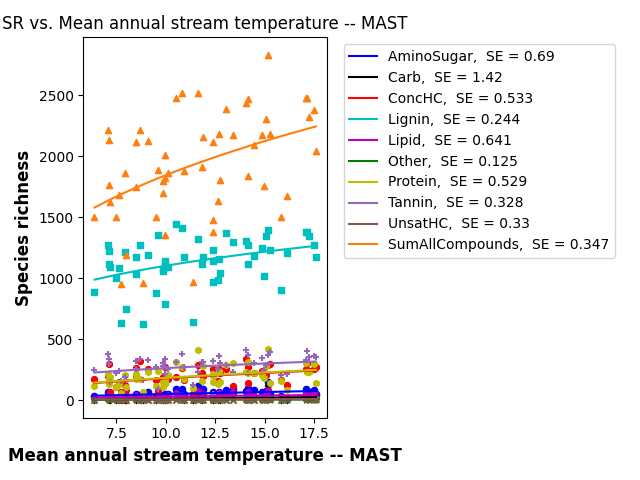 SR vs. Mean annual stream temperature -- MAST
AminoSugar,  SE = 0.69
Carb,  SE = 1.42
ConcHC,  SE = 0.533
Lignin,  SE = 0.244
Lipid,  SE = 0.641
Other,  SE = 0.125
Protein,  SE = 0.529
Tannin,  SE = 0.328
UnsatHC,  SE = 0.33
SumAllCompounds,  SE = 0.347
Species richness
2500
2000
1500
1000
500
0
7.5 10.0 12.5 15.0 17.5
Mean annual stream temperature -- MAST